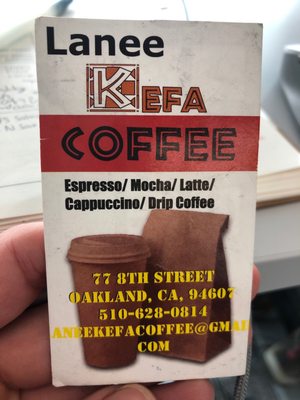 Lanee
KEFA
COFFEE
Espresso/ Mocha/ Latte/
Cappuccino/ Drip Coffee
77 8TH STREET
OAKLAND, CA, 94607
510-628-0814
ANEEKEFACOFFEE@GMAI
COM